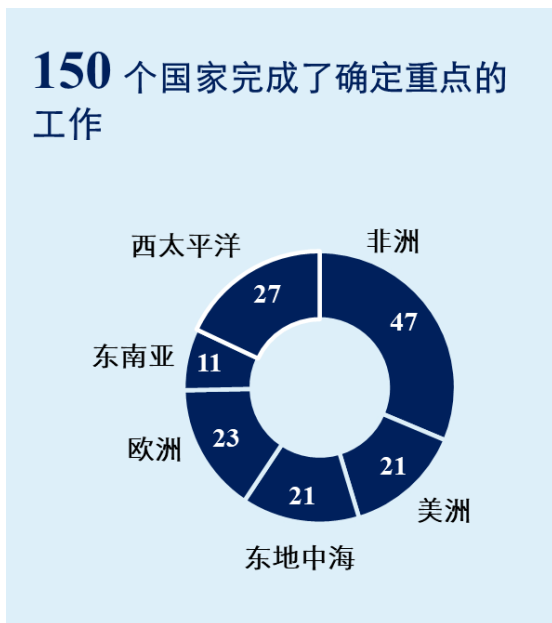 150 个国家完成了确定重点的
工作
西太平洋
非洲
27
47
东南亚
11
欧洲
23
21
21
美洲
东地中海